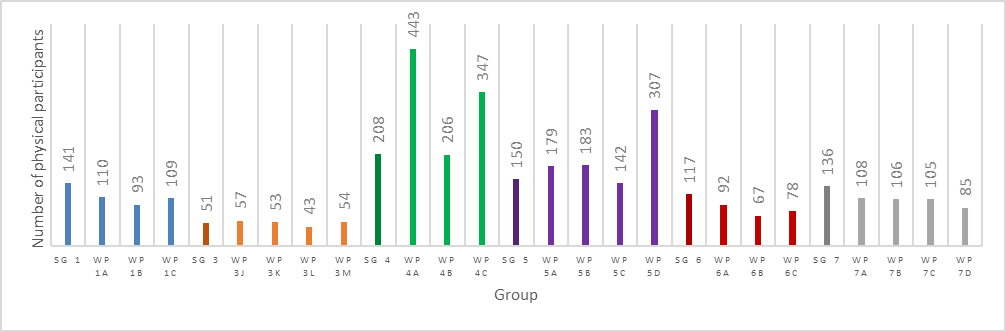 Number of physical participants
141
110
93
109
51
57
53
43
54
208
443
206
347
150
179
183
142
307
117
92
67
78
136
108
106
105
85
SG 1
WP 1A
WP 1B
WP 1C
SG 3
WP 3J
WP 3K
WP 3L
WP 3M
SG 4
WP 4A
WP 4B
WP 4C
SG 5
WP 5A
WP 5B
WP 5C
WP 5D
SG 6
WP 6A
WP 6B
WP 6C
SG 7
WP 7A
WP 7B
WP 7C
WP 7D
Group